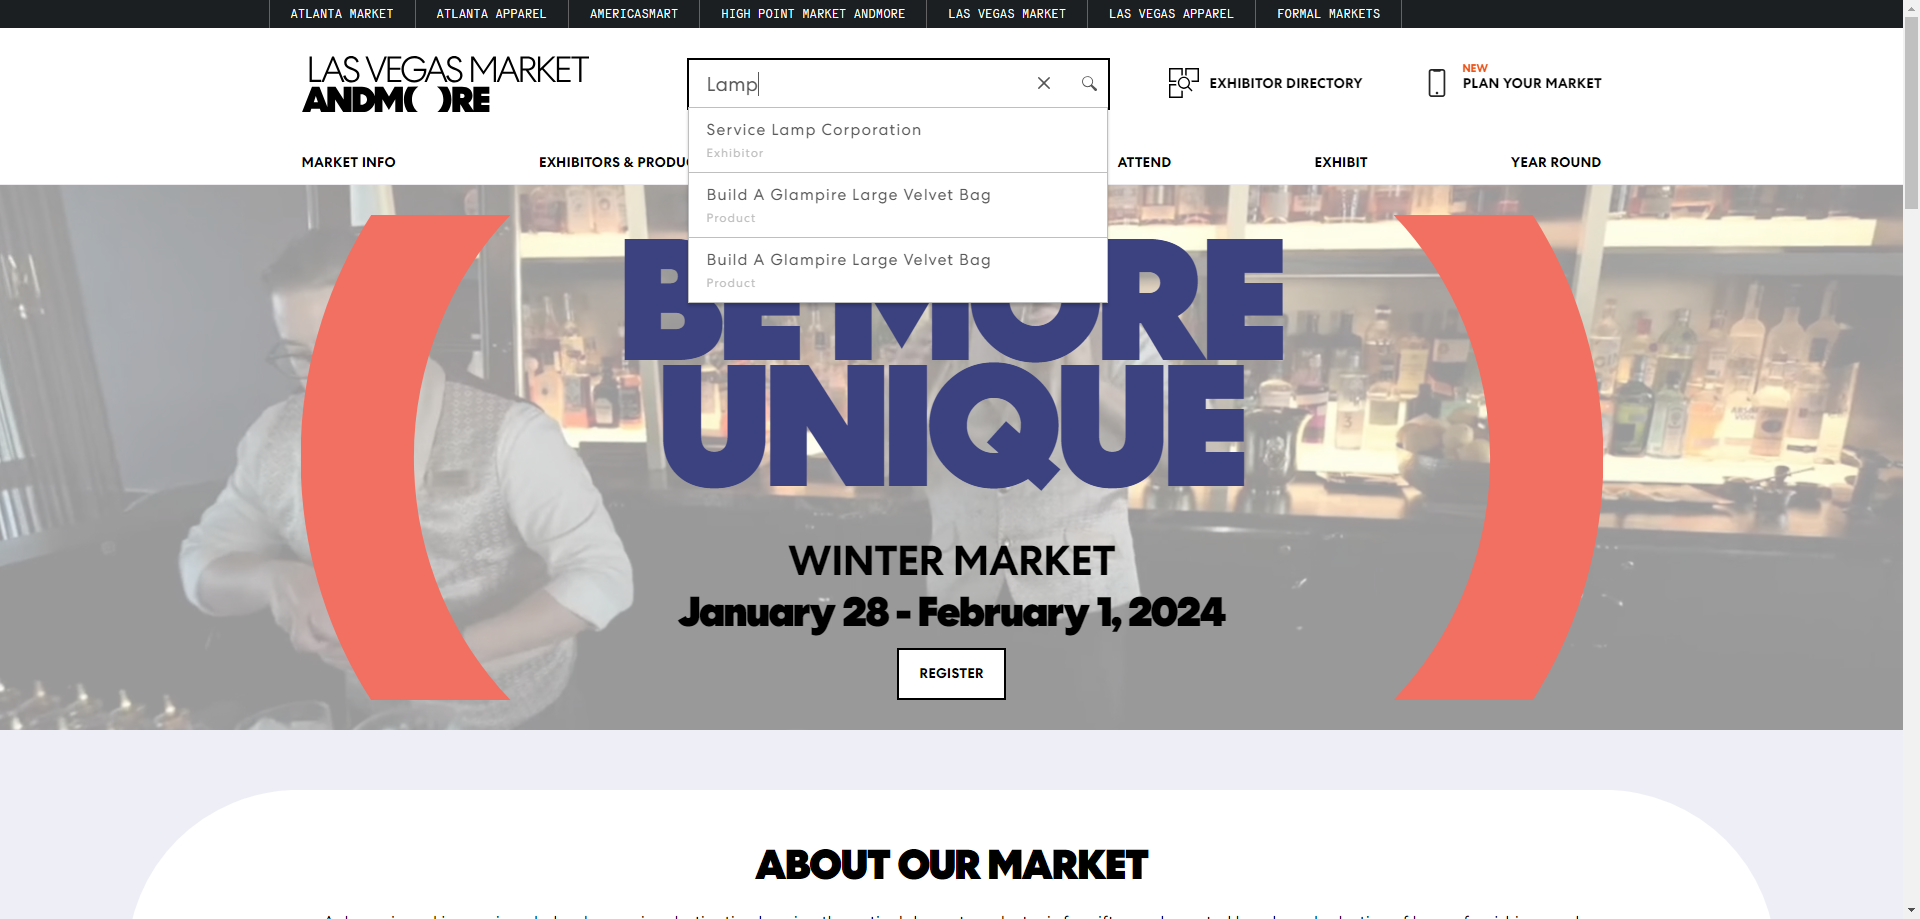 ATLANTA MARKET
ATLANTA APPAREL
AMERICASMART
HIGH POINT MARKET ANDMORE
LAS VEGAS MARKET
LAS VEGAS APPAREL
FORMAL MARKETS
LAS VEGAS MARKET
ANDM( )RE
Lamp
EXHIBITOR DIRECTORY
NEW
PLAN YOUR MARKET
Service Lamp Corporation
Exhibitor
Build A Glampire Large Velvet Bag
Product
Build A Glampire Large Velvet Bag
Product
MARKET INFO
EXHIBITORS &
ATTEND
EXHIBIT
YEAR ROUND
BE MORE
UNIQUE
WINTER MARKET
January 28 - February 1, 2024
REGISTER
ABOUT OUR MARKET